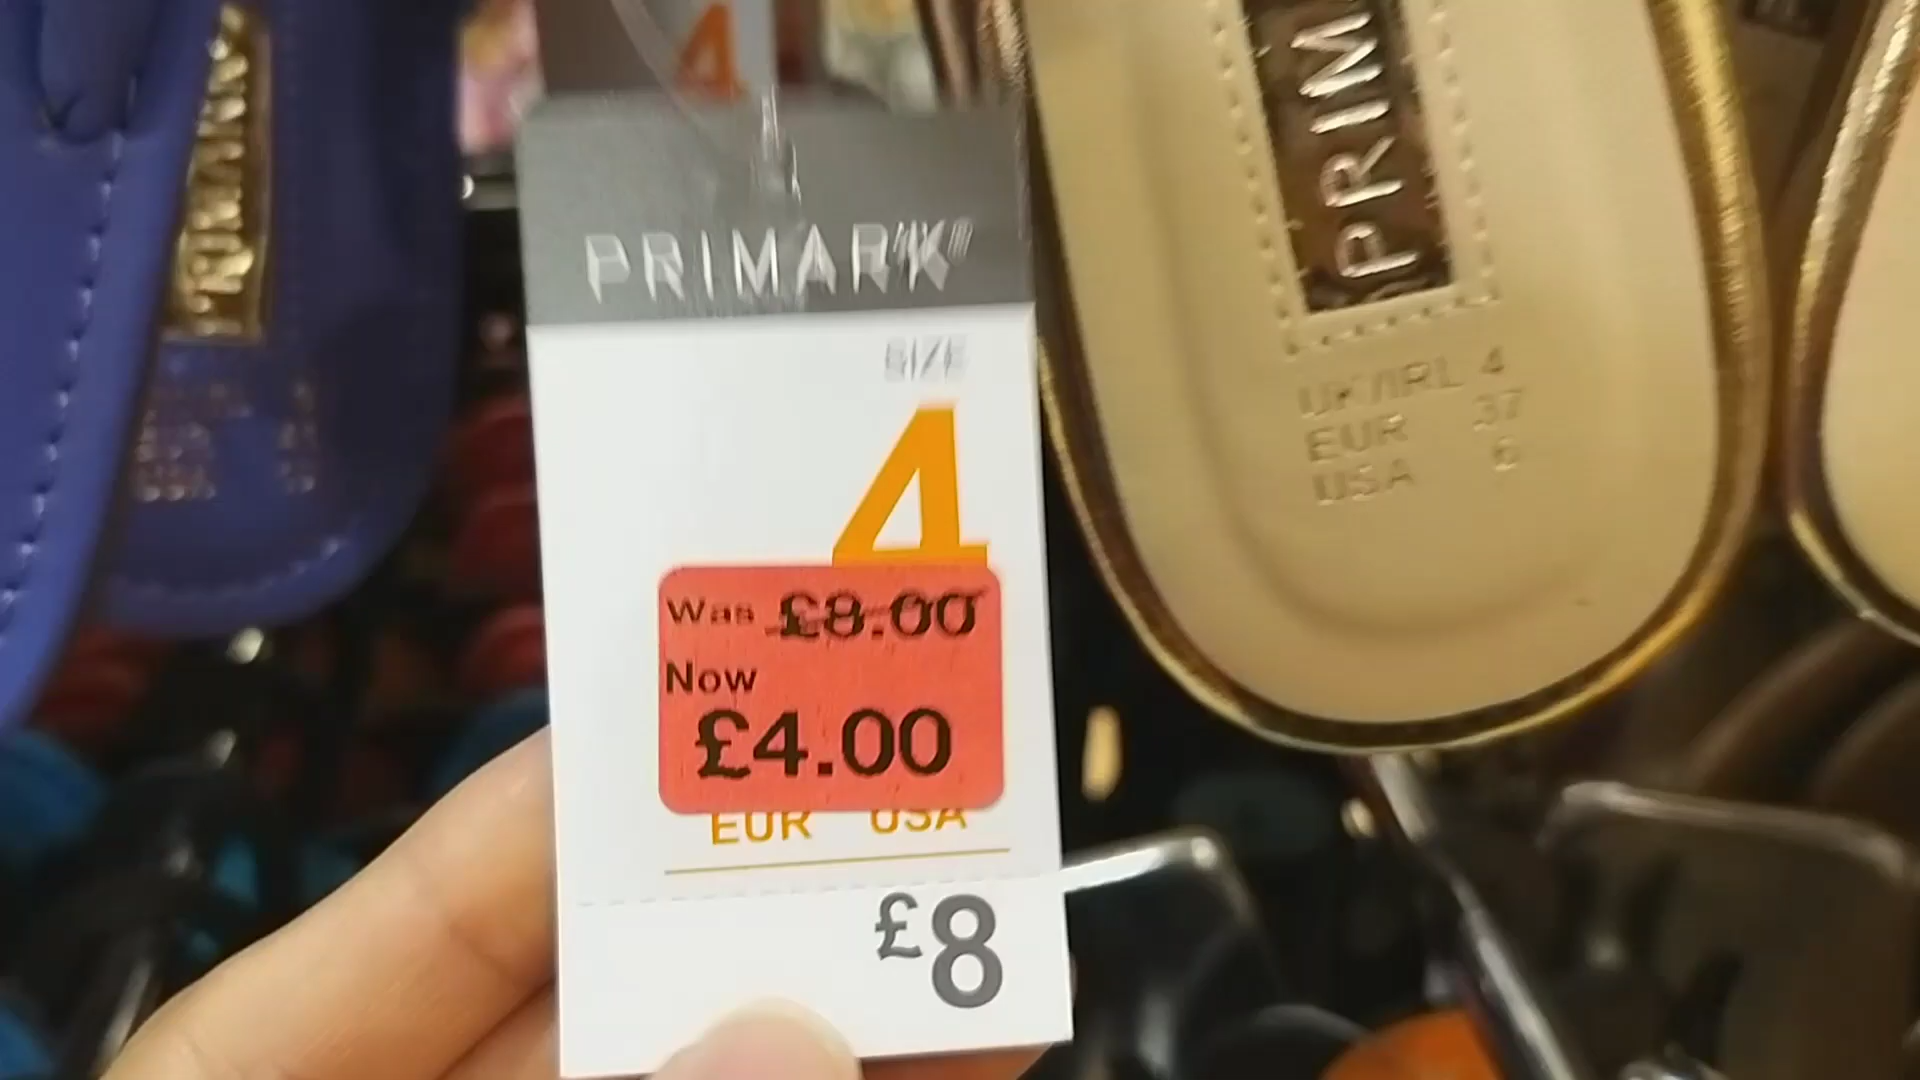 4
PRIMARK®
SIZE
4
Was £8.00
Now
£4.00
EUR USA
£8
PRIM
UK/IRL 4
EUR 37
USA 6
PRIMARK